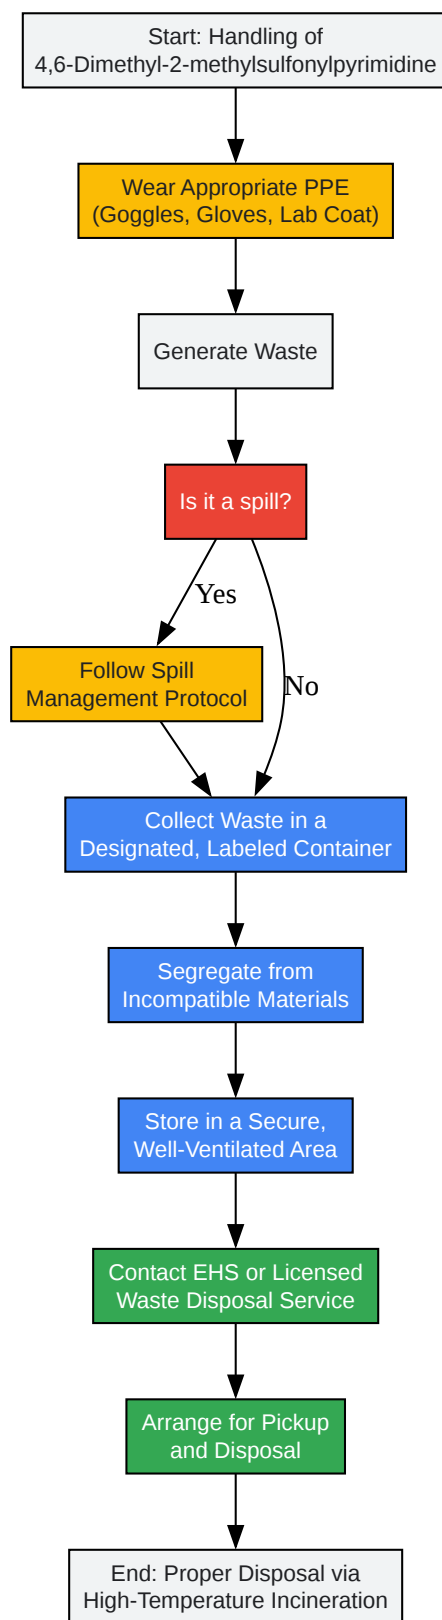 Start: Handling of
4,6-Dimethyl-2-methylsulfonylpyrimidine
Wear Appropriate PPE
(Goggles, Gloves, Lab Coat)
Generate Waste
Is it a spill?
Yes
Follow Spill
Management Protocol
No
Collect Waste in a
Designated, Labeled Container
Segregate from
Incompatible Materials
Store in a Secure,
Well-Ventilated Area
Contact EHS or Licensed
Waste Disposal Service
Arrange for Pickup
and Disposal
End: Proper Disposal via
High-Temperature Incineration